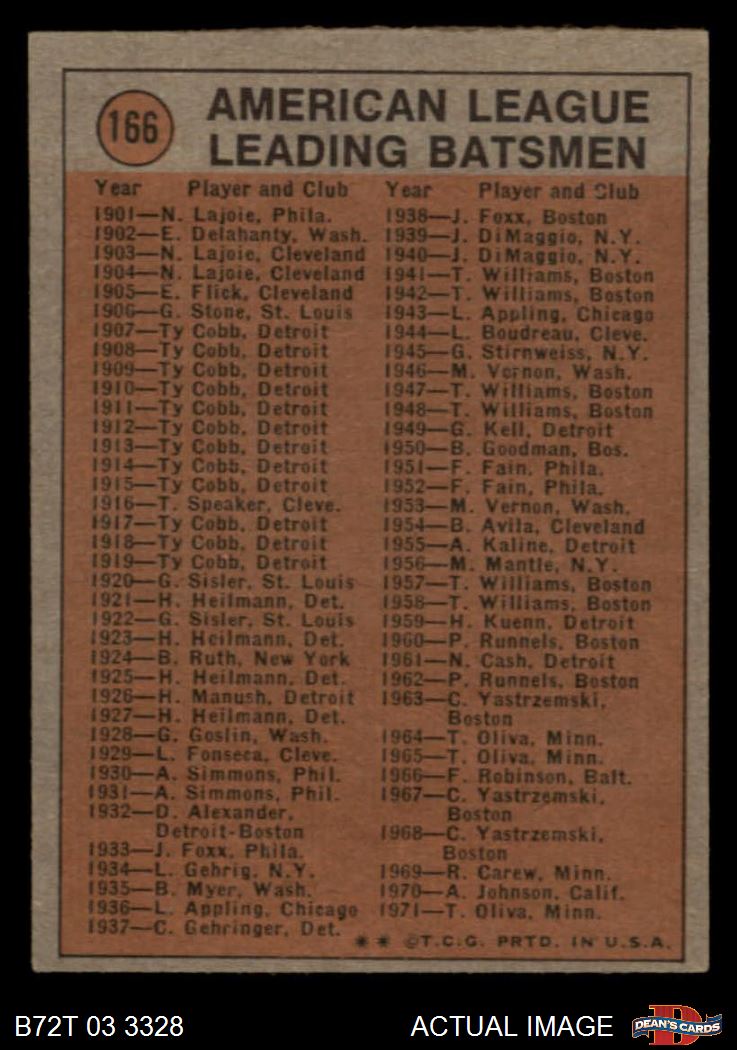 166
AMERICAN LEAGUE
LEADING BATSMEN
Year Player and Club
1901—N. Lajoie, Phila.
1902—E. Delahanty, Wash.
1903—N. Lajoie, Cleveland
1904—N. Lajoie, Cleveland
1905—E. Flick, Cleveland
1906—G. Stone, St. Louis
1907—Ty Cobb, Detroit
1908—Ty Cobb, Detroit
1909—Ty Cobb, Detroit
1910—Ty Cobb, Detroit
1911—Ty Cobb, Detroit
1912—Ty Cobb, Detroit
1913—Ty Cobb, Detroit
1914—Ty Cobb, Detroit
1915—Ty Cobb, Detroit
1916—T. Speaker, Cleve.
1917—Ty Cobb, Detroit
1918—Ty Cobb, Detroit
1919—Ty Cobb, Detroit
1920—G. Sisler, St. Louis
1921—H. Heilmann, Det.
1922—G. Sisler, St. Louis
1923—H. Heilmann, Det.
1924—B. Ruth, New York
1925—H. Heilmann, Det.
1926—H. Manush, Detroit
1927—H. Heilmann, Det.
1928—G. Goslin, Wash.
1929—L. Fonseca, Cleve.
1930—A. Simmons, Phil.
1931—A. Simmons, Phil.
1932—D. Alexander,
Detroit-Boston
1933—J. Foxx, Phila.
1934—L. Gehrig, N.Y.
1935—B. Myer, Wash.
1936—L. Appling, Chicago
1937—C. Gehringer, Det.
Year Player and Club
1938—J. Foxx, Boston
1939—J. DiMaggio, N.Y.
1940—J. DiMaggio, N.Y.
1941—T. Williams, Boston
1942—T. Williams, Boston
1943—L. Appling, Chicago
1944—L. Boudreau, Cleve.
1945—G. Stirnweiss, N.Y.
1946—M. Vernon, Wash.
1947—T. Williams, Boston
1948—T. Williams, Boston
1949—G. Kell, Detroit
1950—B. Goodman, Bos.
1951—F. Fain, Phila.
1952—F. Fain, Phila.
1953—M. Vernon, Wash.
1954—B. Avila, Cleveland
1955—A. Kaline, Detroit
1956—M. Mantle, N.Y.
1957—T. Williams, Boston
1958—T. Williams, Boston
1959—H. Kuenn, Detroit
1960—P. Runnels, Boston
1961—N. Cash, Detroit
1962—P. Runnels, Boston
1963—C. Yastrzemski,
Boston
1964—T. Oliva, Minn.
1965—T. Oliva, Minn.
1966—F. Robinson, Balt.
1967—C. Yastrzemski,
Boston
1968—C. Yastrzemski,
Boston
1969—R. Carew, Minn.
1970—A. Johnson, Calif.
1971—T. Oliva, Minn.
** ©T.C.G. PRTD. IN U.S.A.
B72T 03 3328
ACTUAL IMAGE
D
DEAN'S CARDS